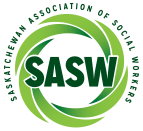 SASKATCHEWAN ASSOCIATION OF SOCIAL WORKERS
SASW